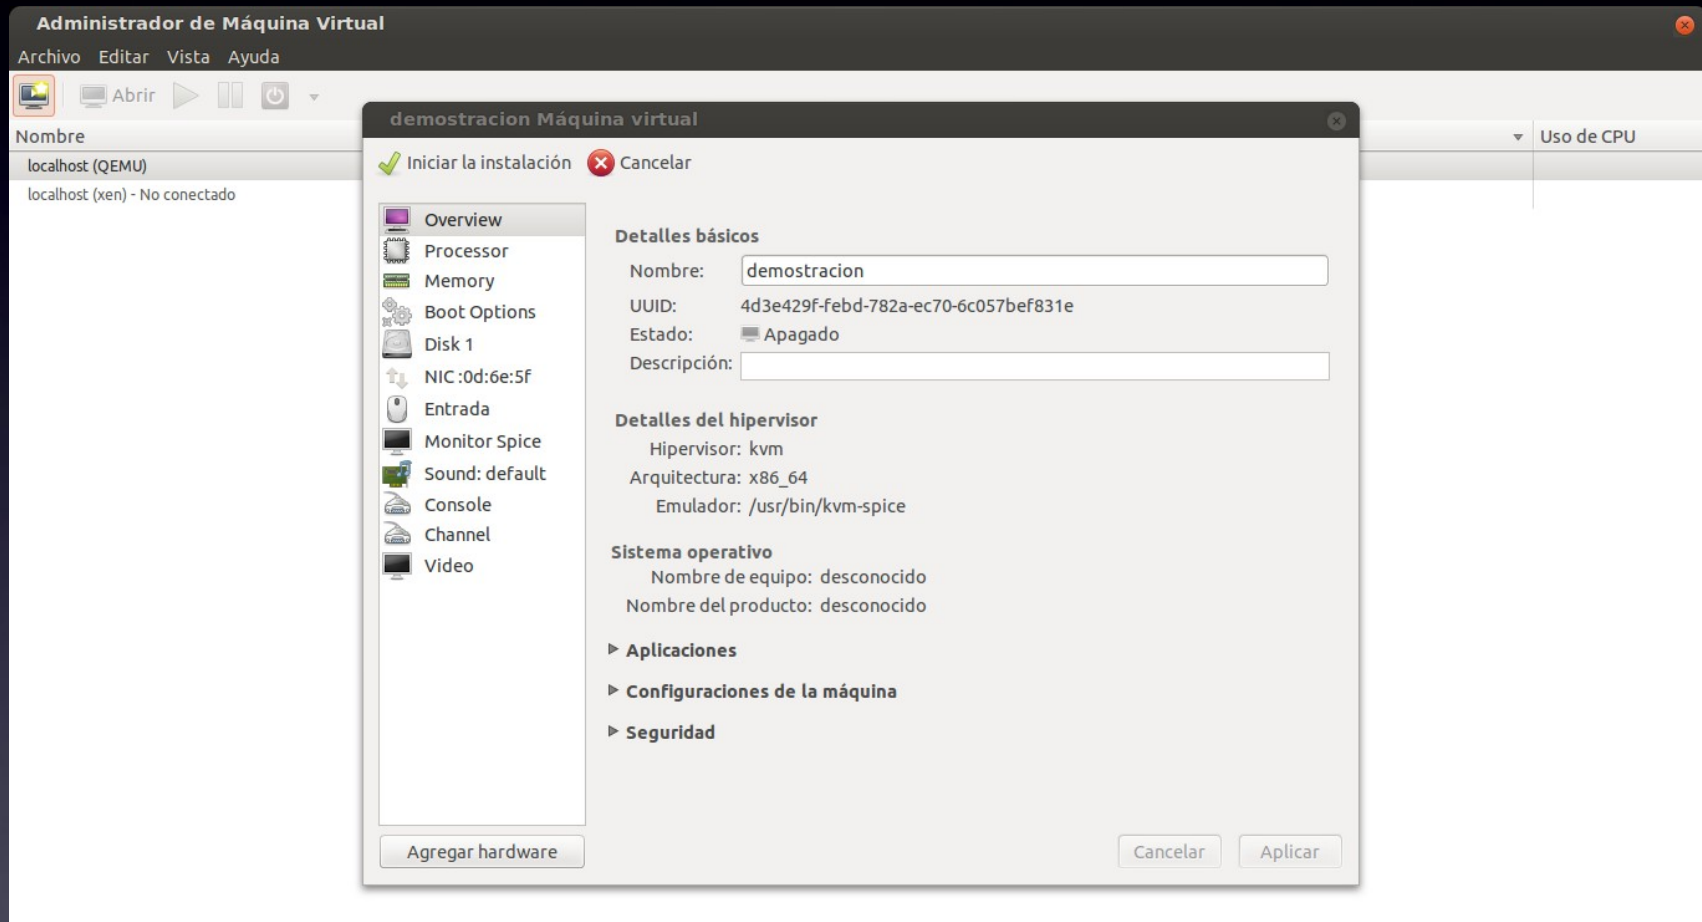 Administrador de Máquina Virtual
Archivo Editar Vista Ayuda
Abrir
Nombre
Uso de CPU
localhost (QEMU)
localhost (xen) - No conectado
demostracion Máquina virtual
Iniciar la instalación Cancelar
Overview
Processor
Memory
Boot Options
Disk 1
NIC :0d:6e:5f
Entrada
Monitor Spice
Sound: default
Console
Channel
Video
Agregar hardware
Detalles básicos
Nombre: demostracion
UUID: 4d3e429f-febd-782a-ec70-6c057bef831e
Estado: Apagado
Descripción:
Detalles del hipervisor
Hipervisor: kvm
Arquitectura: x86_64
Emulador: /usr/bin/kvm-spice
Sistema operativo
Nombre de equipo: desconocido
Nombre del producto: desconocido
Aplicaciones
Configuraciones de la máquina
Seguridad
Cancelar Aplicar